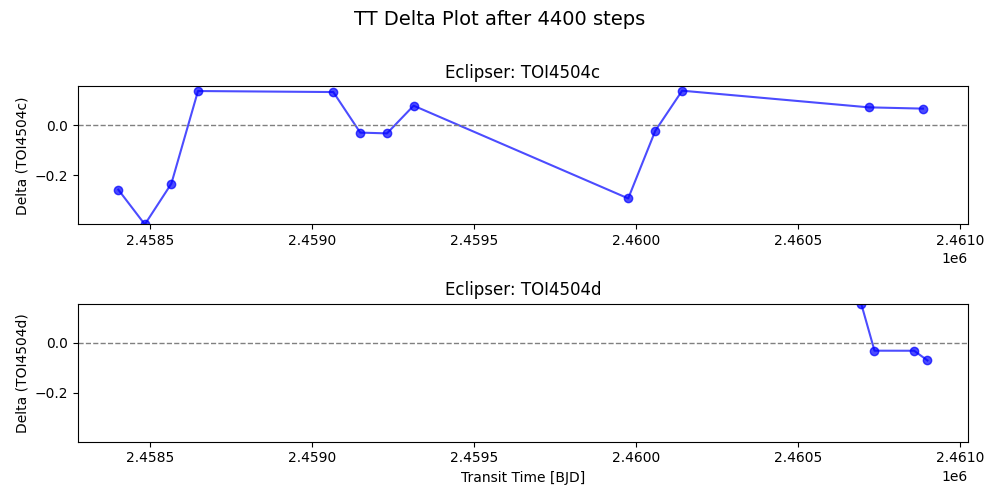 TT Delta Plot after 4400 steps
Eclipser: TOI4504c
Delta (TOI4504c)
0.0
−0.2
2.4585 2.4590 2.4595 2.4600 2.4605 2.4610
1e6
Eclipser: TOI4504d
Delta (TOI4504d)
0.0
−0.2
2.4585 2.4590 2.4595 2.4600 2.4605 2.4610
1e6
Transit Time [BJD]